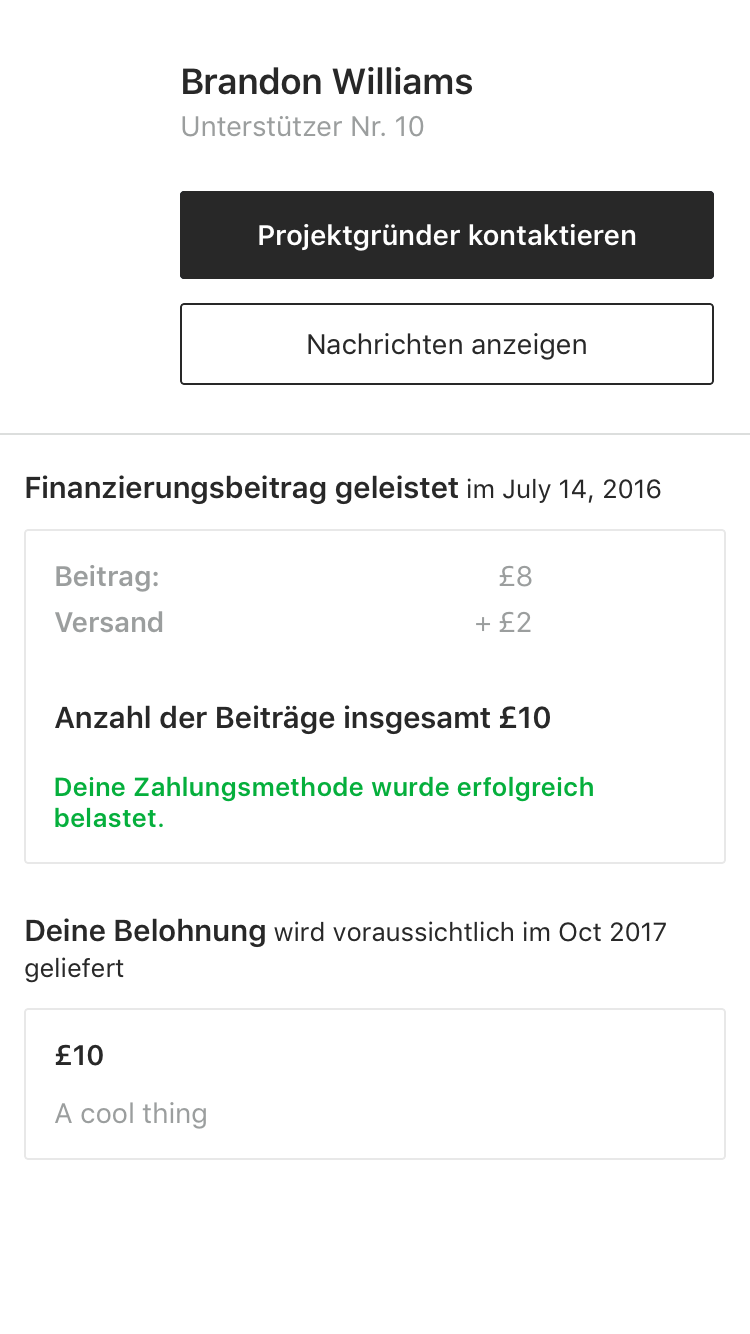 Brandon Williams
Unterstützer Nr. 10
Projektgründer kontaktieren
Nachrichten anzeigen
Finanzierungsbeitrag geleistet im July 14, 2016
Beitrag: £8
Versand + £2
Anzahl der Beiträge insgesamt £10
Deine Zahlungsmethode wurde erfolgreich
belastet.
Deine Belohnung wird voraussichtlich im Oct 2017
geliefert
£10
A cool thing